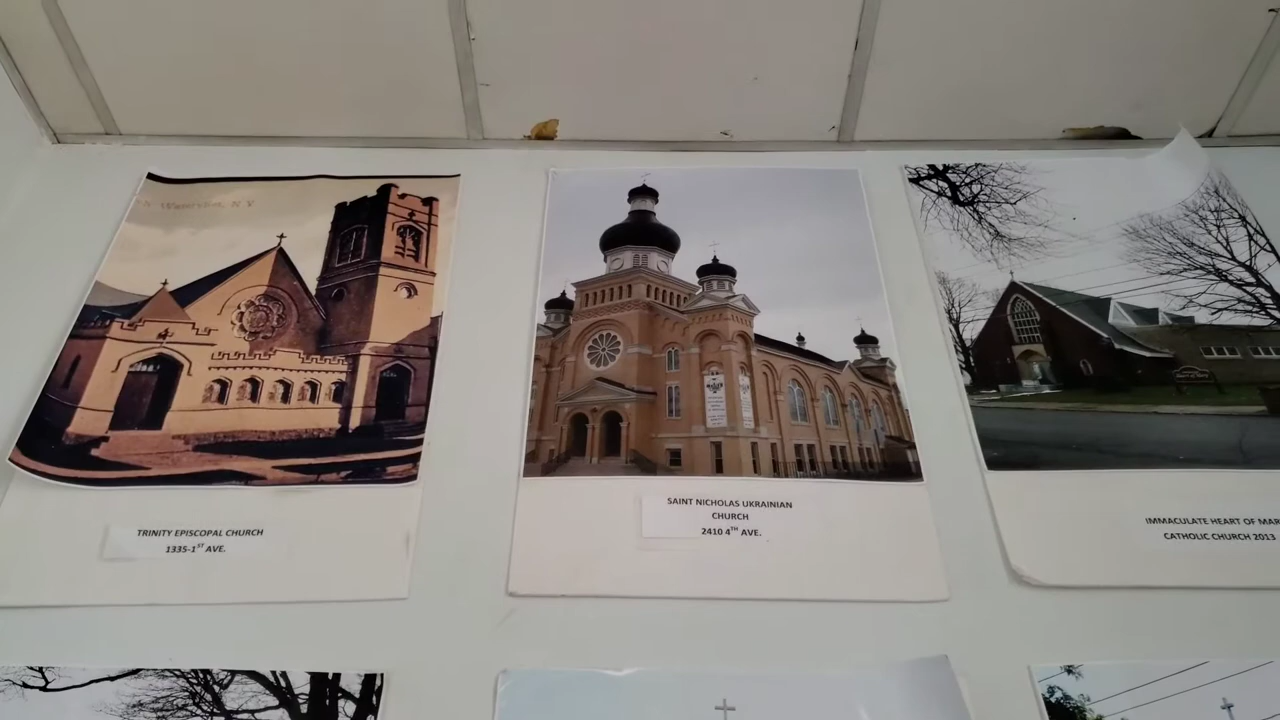 Watervliet, N.Y
TRINITY EPISCOPAL CHURCH
1335-1ST AVE.
SAINT NICHOLAS UKRAINIAN
CHURCH
2410 4TH AVE.
IMMACULATE HEART OF MAR
CATHOLIC CHURCH 2013